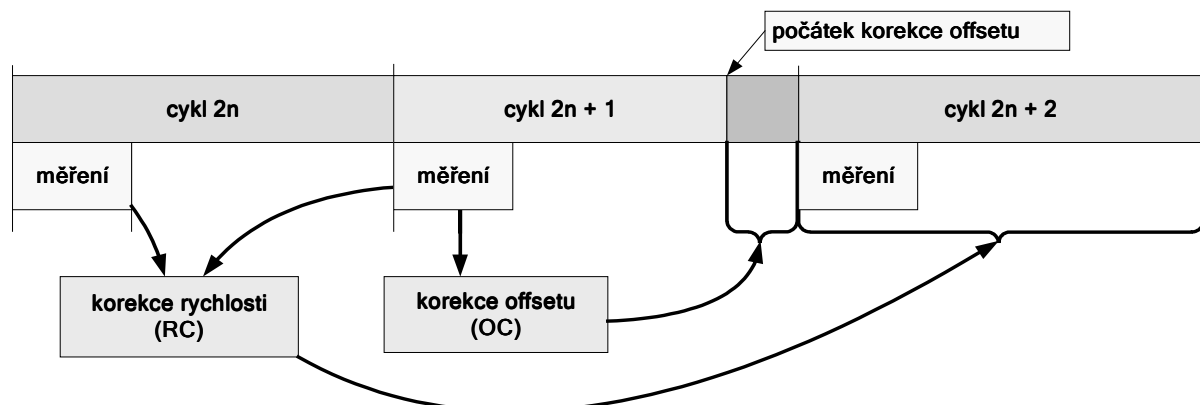 počátek korekce offsetu
cykl 2n
cykl 2n + 1
cykl 2n + 2
měření
měření
měření
korekce rychlosti
(RC)
korekce offsetu
(OC)